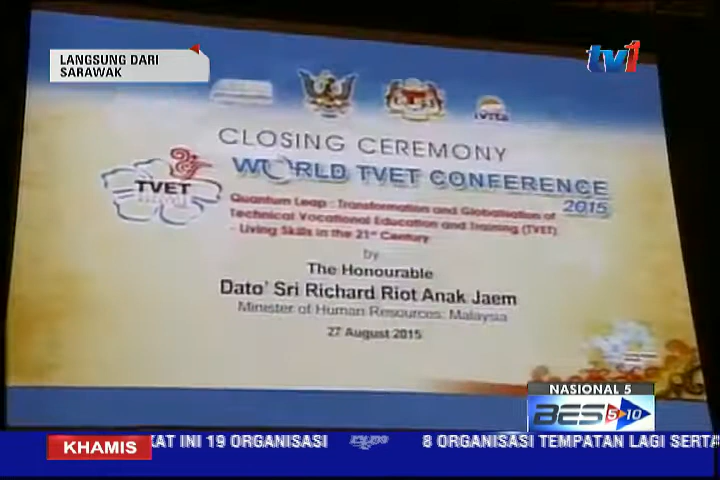 LANGSUNG DARI
SARAWAK
tv1
CLOSING CEREMONY
WORLD TVET CONFERENCE
2015
TVET
Quantum Leap : Transformation and Globalisation of
Technical Vocational Education and Training (TVET)
- Living Skills in the 21st Century
by
The Honourable
Dato' Sri Richard Riot Anak Jaem
Minister of Human Resources, Malaysia
27 August 2015
NASIONAL 5
BES 5 10
KHAMIS
KAT INI 19 ORGANISASI
8 ORGANISASI TEMPATAN LAGI SERTA